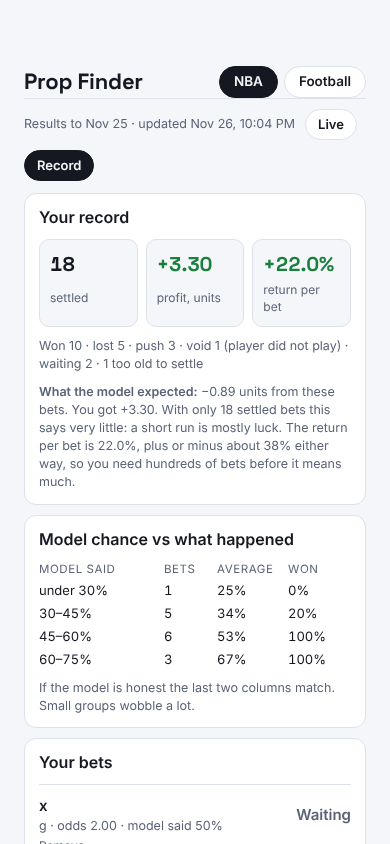 Prop Finder NBA Football
Results to Nov 25 · updated Nov 26, 10:04 PM Live
Record
Your record
18 +3.30 +22.0%
settled profit, units return per
bet
Won 10 · lost 5 · push 3 · void 1 (player did not play) ·
waiting 2 · 1 too old to settle
What the model expected: −0.89 units from these
bets. You got +3.30. With only 18 settled bets this
says very little: a short run is mostly luck. The return
per bet is 22.0%, plus or minus about 38% either
way, so you need hundreds of bets before it means
much.
Model chance vs what happened
MODEL SAID BETS AVERAGE WON
under 30% 1 25% 0%
30–45% 5 34% 20%
45–60% 6 53% 100%
60–75% 3 67% 100%
If the model is honest the last two columns match.
Small groups wobble a lot.
Your bets
x
Waiting
g · odds 2.00 · model said 50%